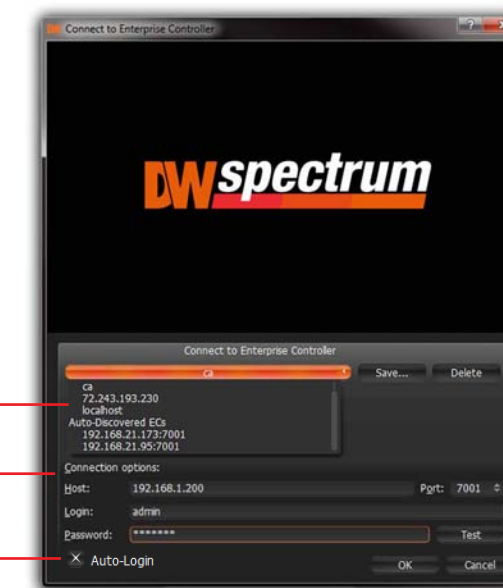 Connect to Enterprise Controller
?
DWspectrum
Connect to Enterprise Controller
ca Save... Delete
ca
72.243.193.230
localhost
Auto-Discovered ECs
192.168.21.173:7001
192.168.21.95:7001
Connection options:
Host: 192.168.1.200 Port: 7001
Login: admin
Password: ******* Test
Auto-Login
OK Cancel